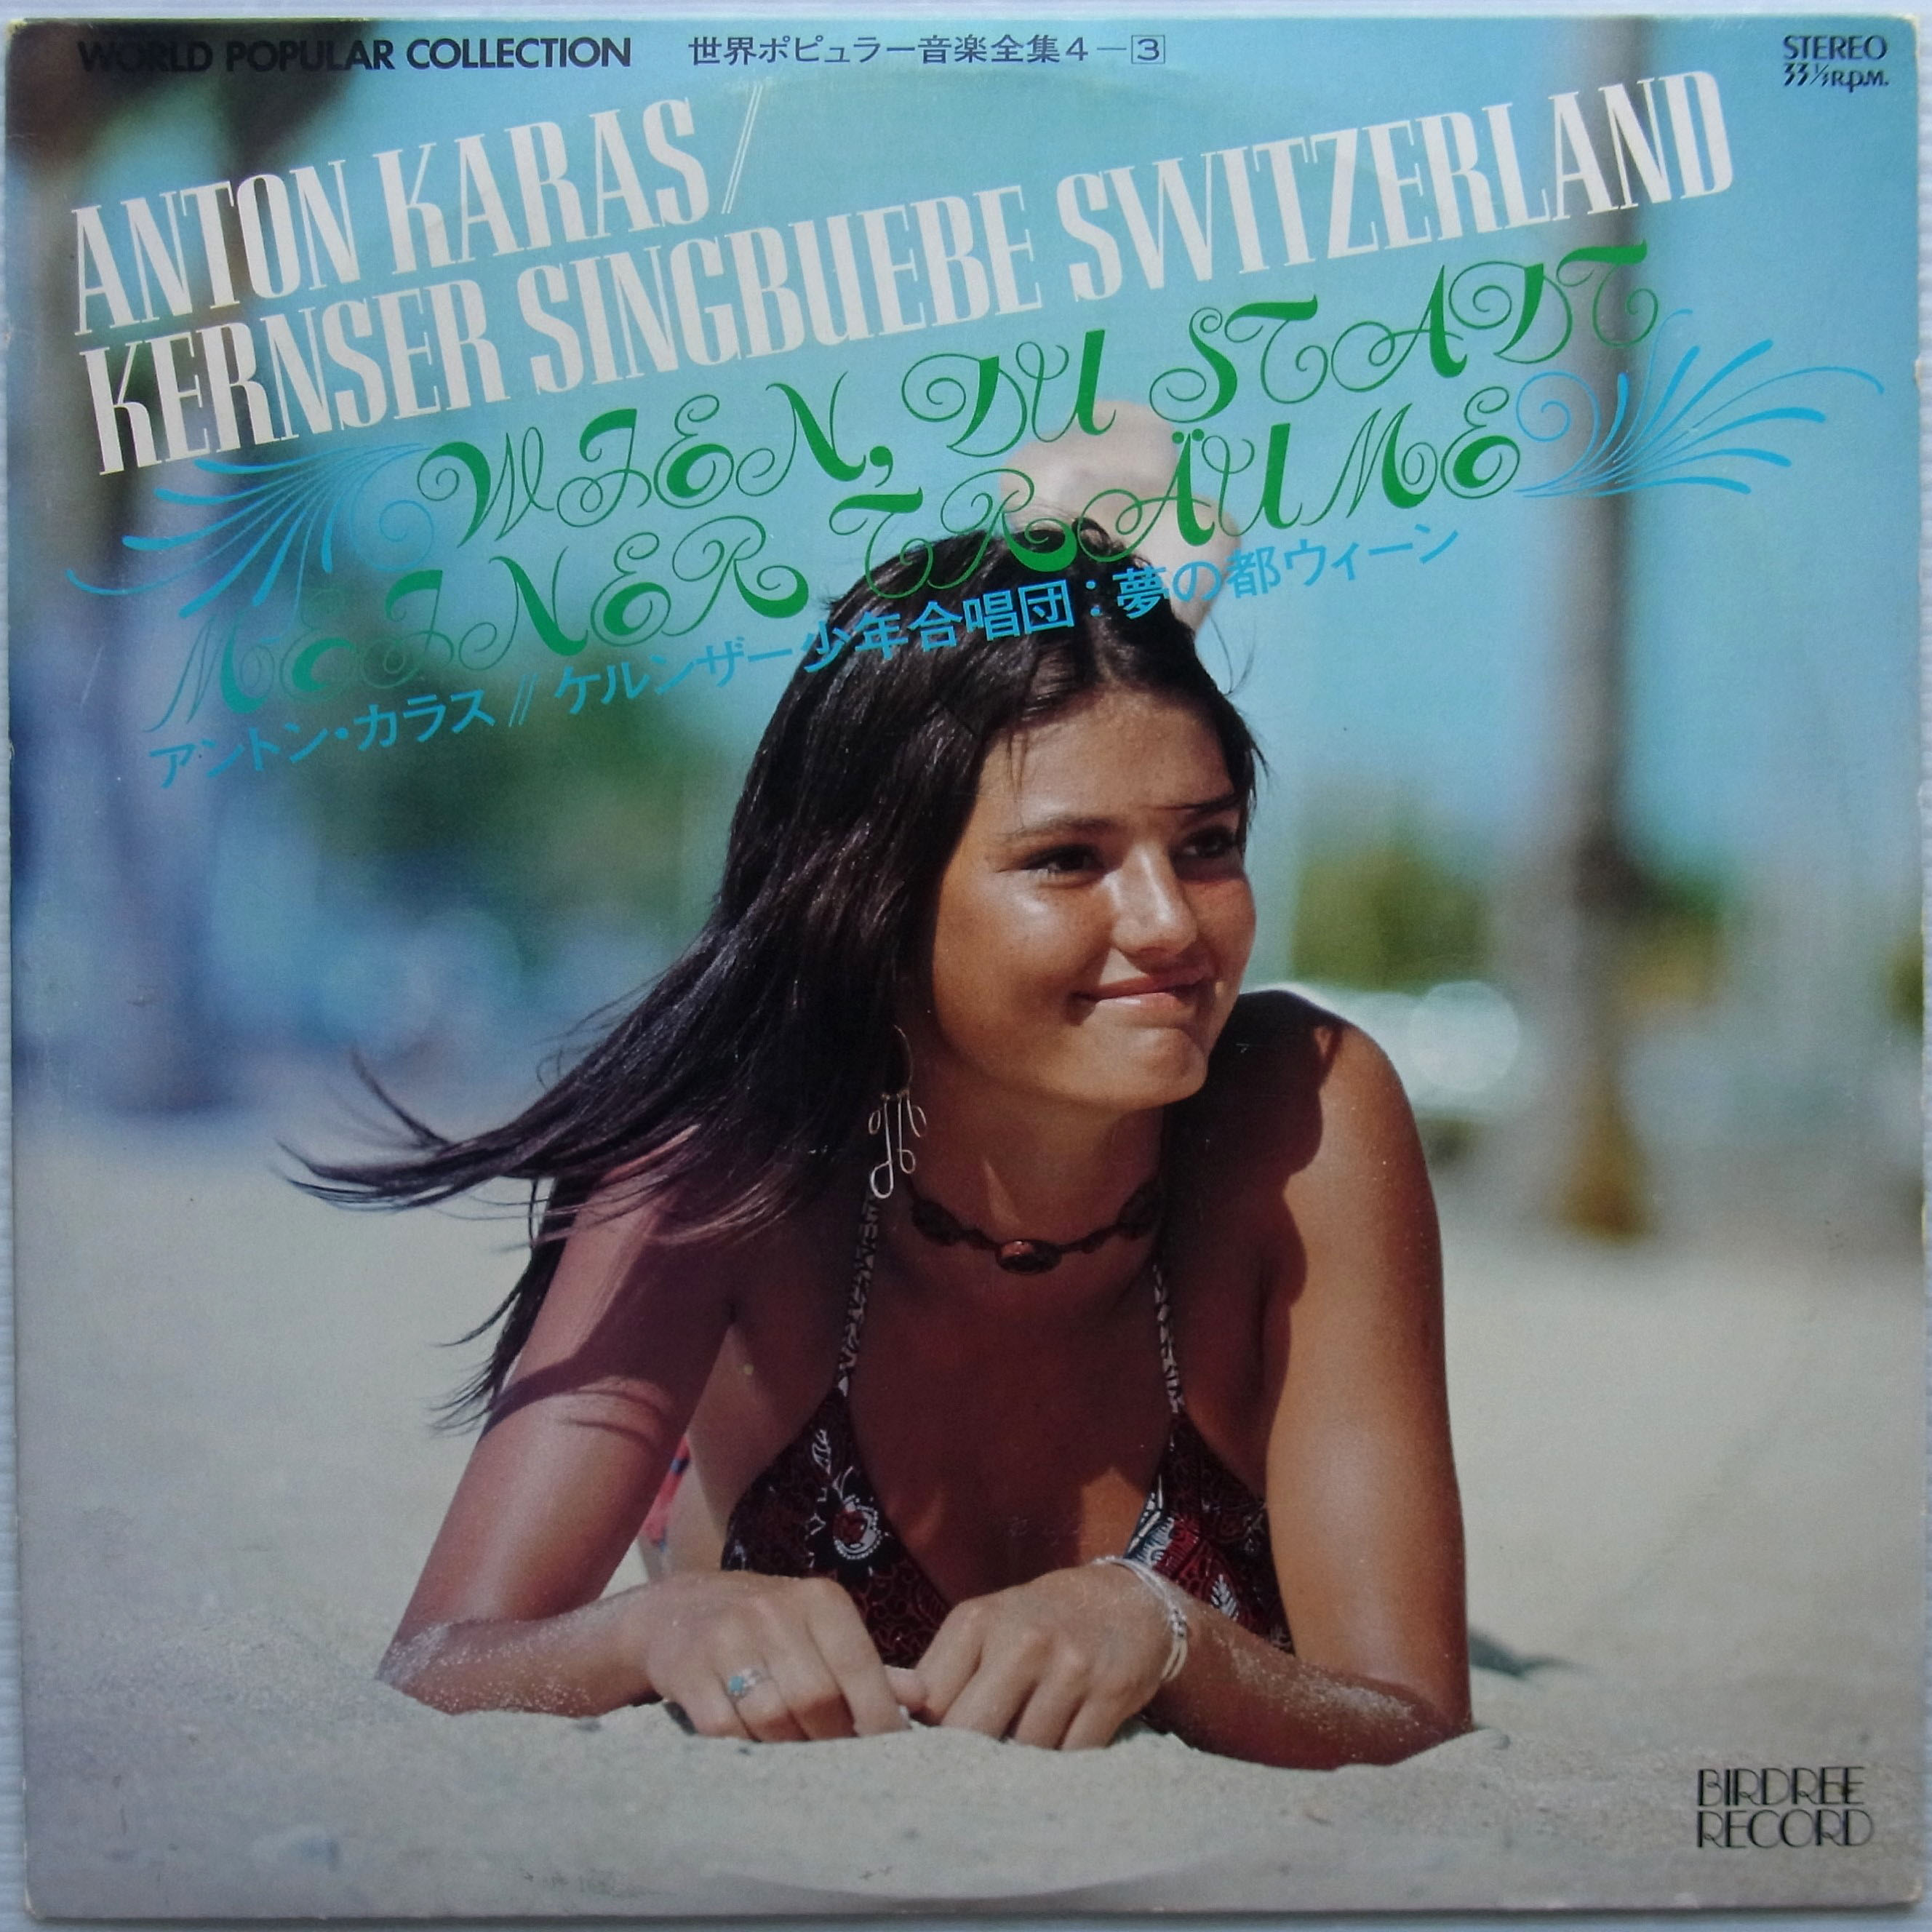 WORLD POPULAR COLLECTION 世界ポピュラー音楽全集4—3
STEREO
33⅓R.P.M.
ANTON KARAS/
KERNSER SINGBUEBE SWITZERLAND
WIEN, DU STADT
MEINER TRÄUME
アントン・カラス//ケルンザー少年合唱団:夢の都ウィーン
BIRDREE
RECORD